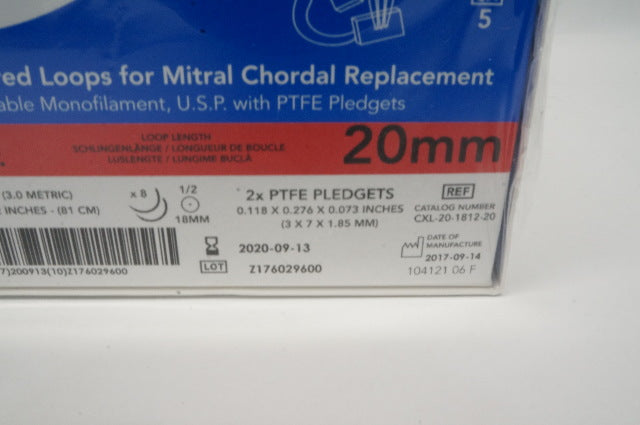 5
red Loops for Mitral Chordal Replacement
able Monofilament, U.S.P. with PTFE Pledgets
LOOP LENGTH
SCHLINGENLÄNGE / LONGUEUR DE BOUCLE
LUSLENGTE / LUNGIME BUCLĂ
20mm
(3.0 METRIC)
INCHES - (81 CM)
x 8
1/2
18MM
2x PTFE PLEDGETS
0.118 X 0.276 X 0.073 INCHES
(3 X 7 X 1.85 MM)
REF
CATALOG NUMBER
CXL-20-1812-20
2020-09-13
DATE OF
MANUFACTURE
2017-09-14
7)200913(10)Z176029600
LOT
Z176029600
104121 06 F